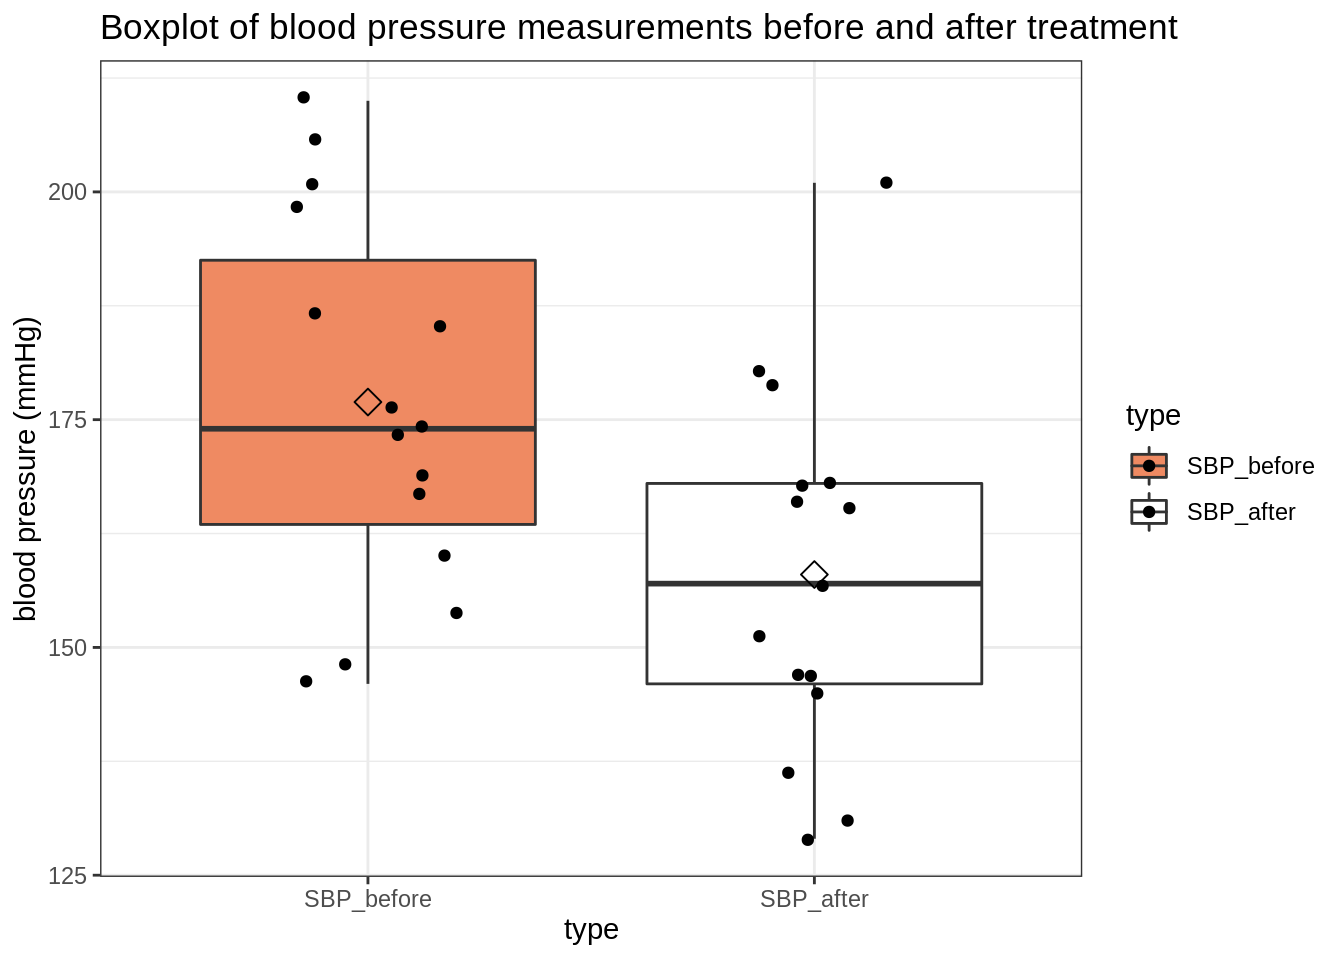 Boxplot of blood pressure measurements before and after treatment
blood pressure (mmHg)
200
175
150
125
SBP_before
SBP_after
type
type
SBP_before
SBP_after